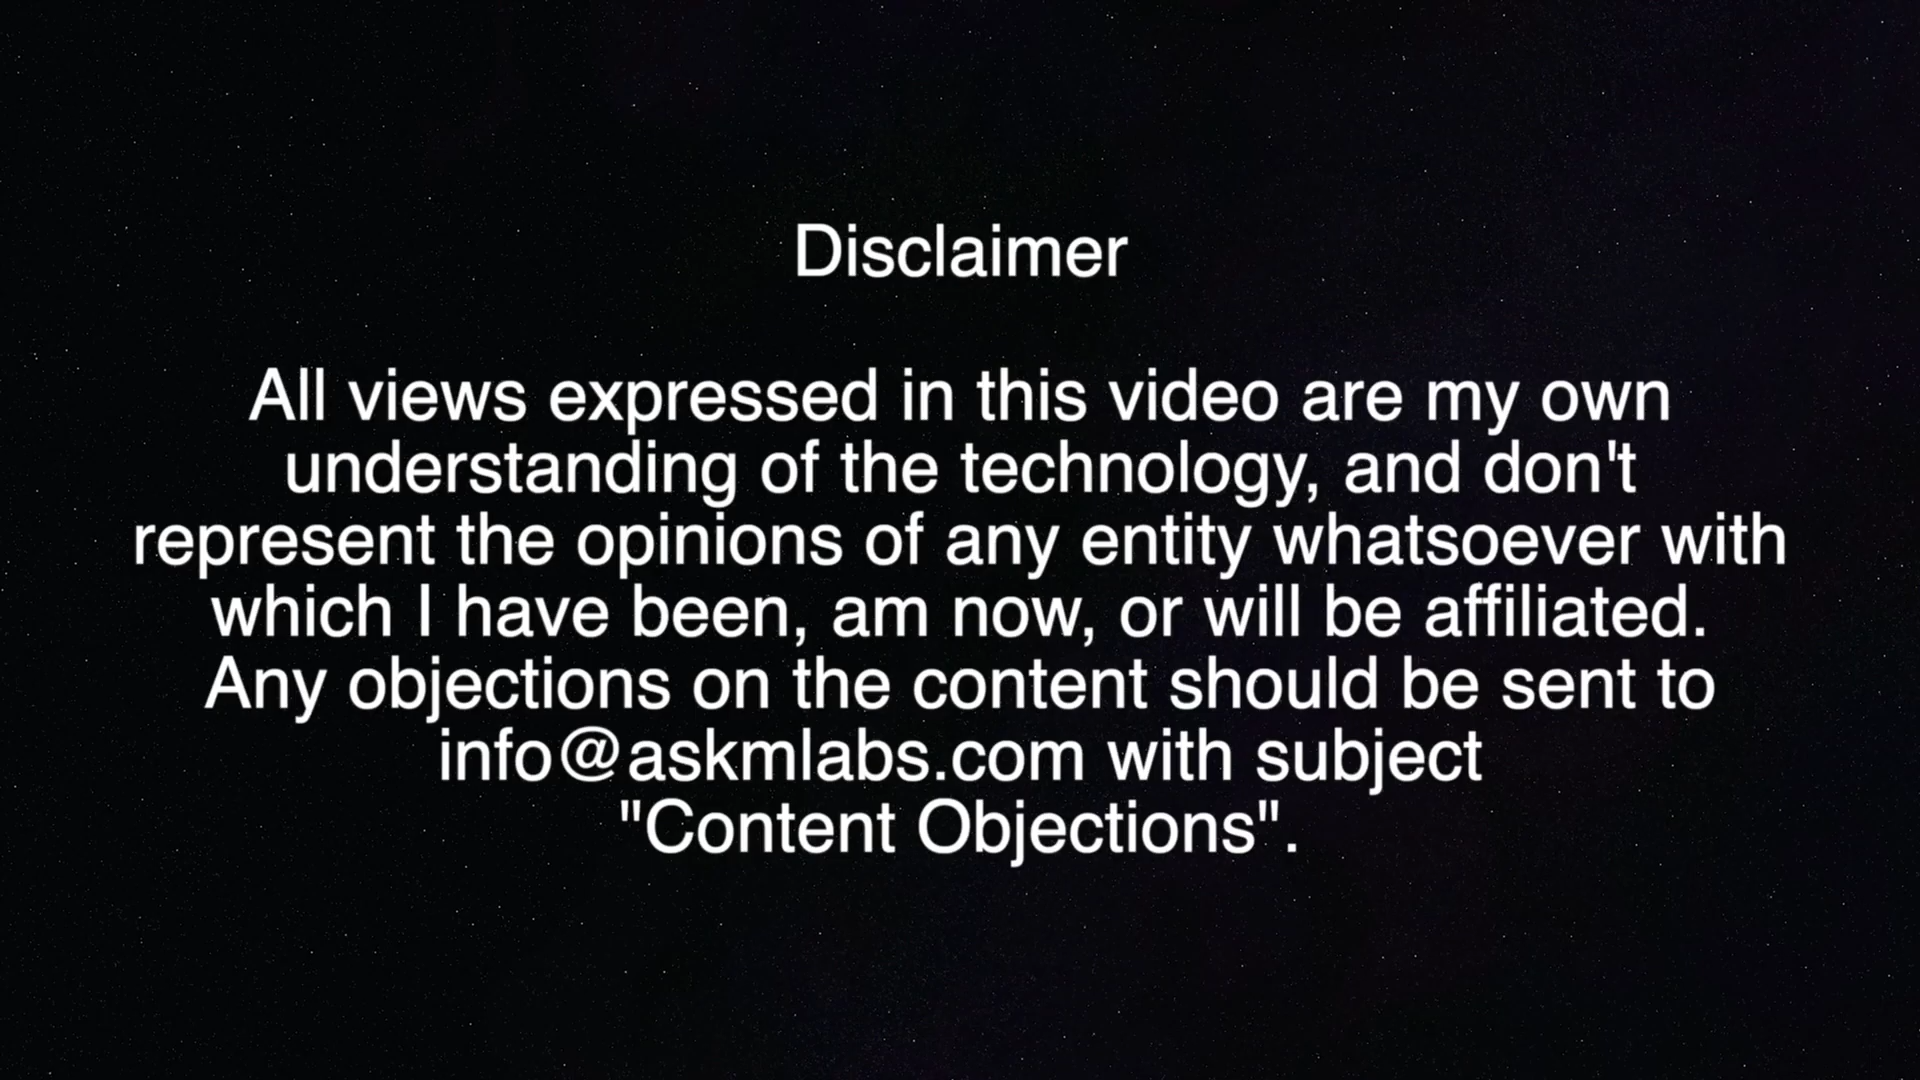 Disclaimer
All views expressed in this video are my own
understanding of the technology, and don't
represent the opinions of any entity whatsoever with
which I have been, am now, or will be affiliated.
Any objections on the content should be sent to
info@askmlabs.com with subject
"Content Objections".